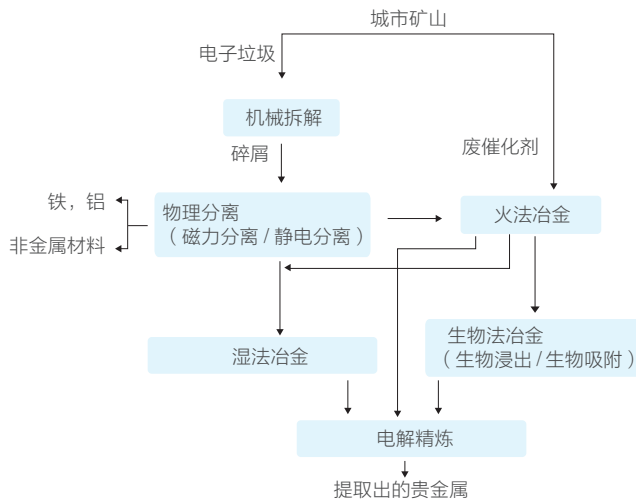 城市矿山
电子垃圾
机械拆解
碎屑
废催化剂
铁，铝
非金属材料
物理分离
（ 磁力分离 / 静电分离 ）
火法冶金
湿法冶金
生物法冶金
（ 生物浸出 / 生物吸附 ）
电解精炼
提取出的贵金属